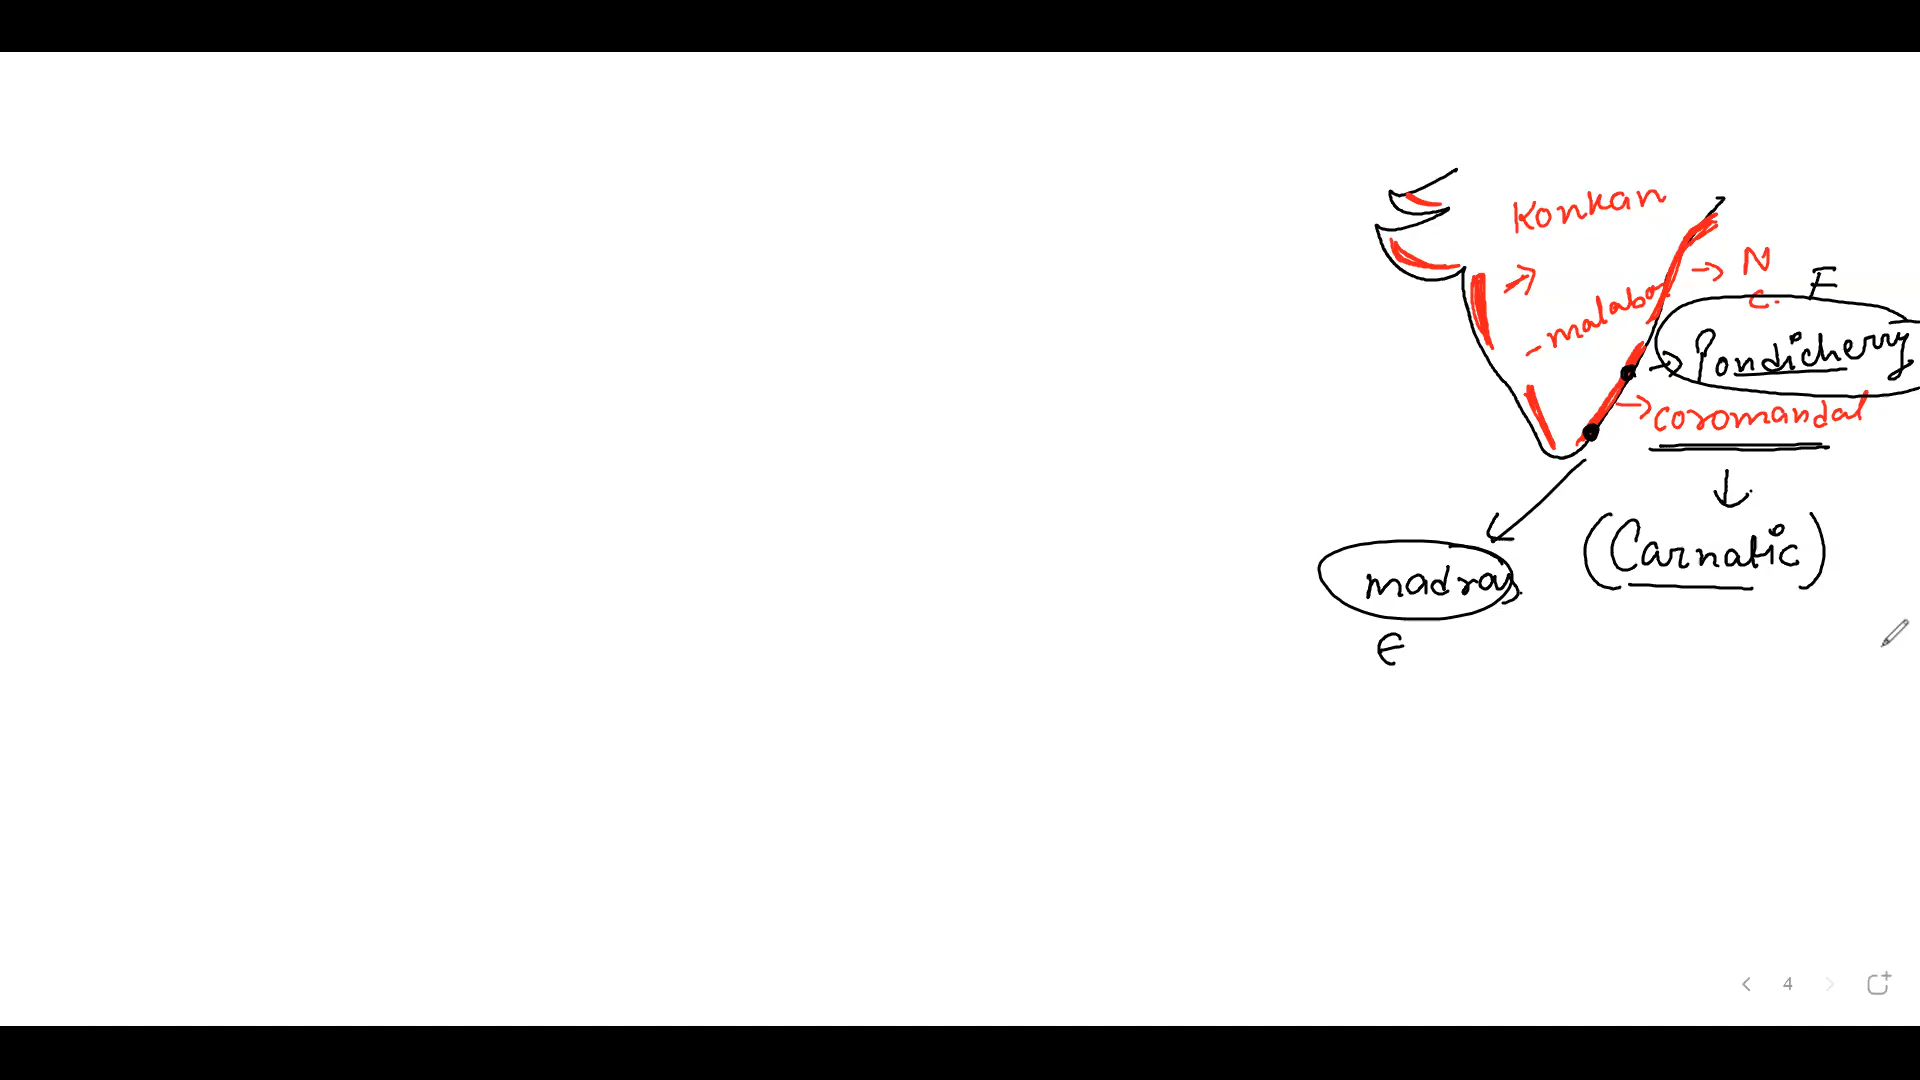 Konkan
→ N
C.
F
- malabar
→ Pondicherry
→ coromandal
↓
(Carnatic)
madras
E
4